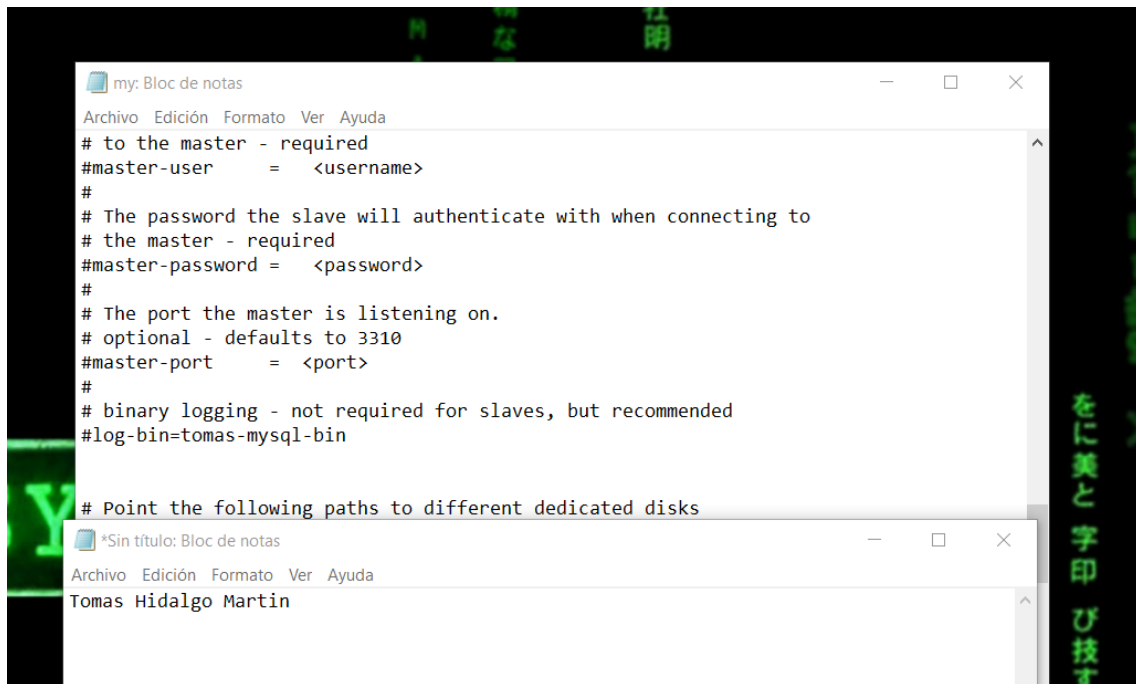 社
な
明
my: Bloc de notas
Archivo Edición Formato Ver Ayuda
# to the master - required
#master-user     =   <username>
#
# The password the slave will authenticate with when connecting to
# the master - required
#master-password =   <password>
#
# The port the master is listening on.
# optional - defaults to 3310
#master-port     =  <port>
#
# binary logging - not required for slaves, but recommended
#log-bin=tomas-mysql-bin
# Point the following paths to different dedicated disks
*Sin título: Bloc de notas
Archivo Edición Formato Ver Ayuda
Tomas Hidalgo Martin
Y
をに美と字印び技す